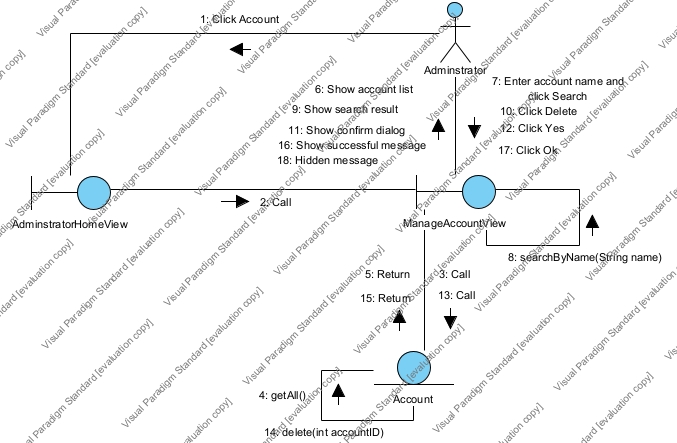 1: Click Account
Adminstrator
6: Show account list
7: Enter account name and
click Search
9: Show search result
10: Click Delete
11: Show confirm dialog
12: Click Yes
16: Show successful message
17: Click Ok
18: Hidden message
2: Call
AdminstratorHomeView
ManageAccountView
8: searchByName(String name)
5: Return
3: Call
15: Return
13: Call
4: getAll()
Account
14: delete(int accountID)
Visual Paradigm Standard [evaluation copy]